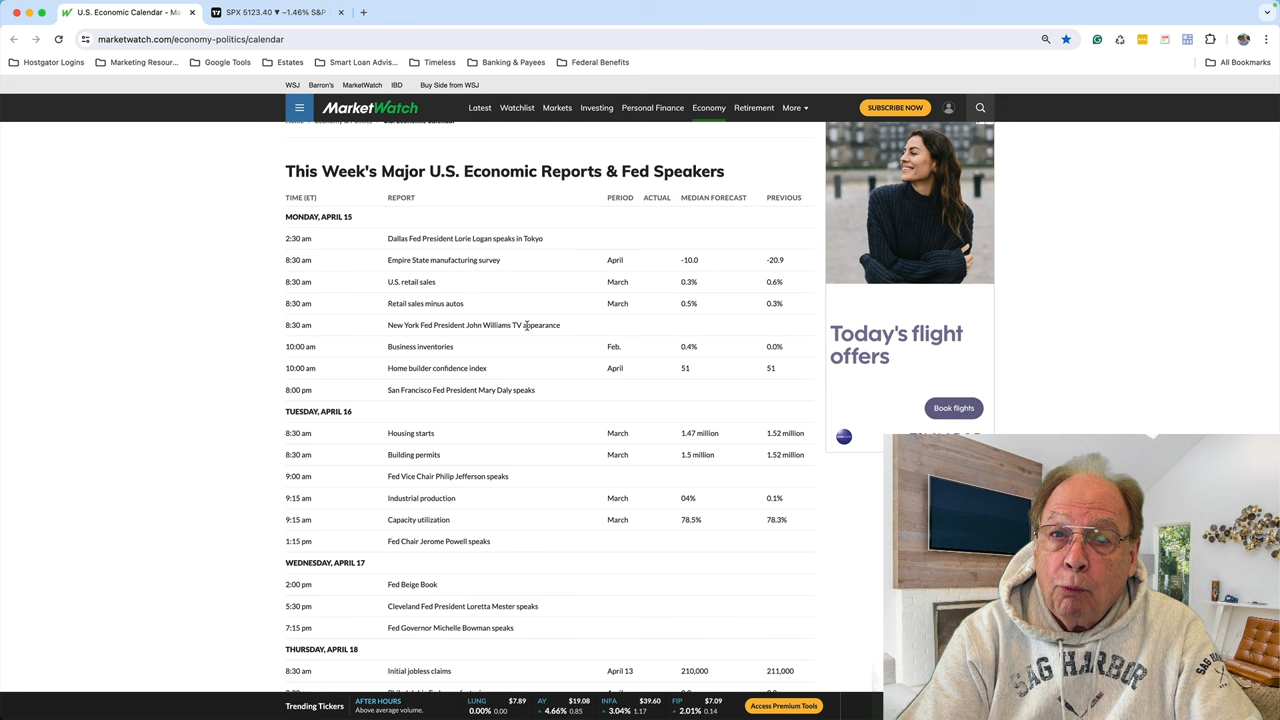 U.S. Economic Calendar - Ma
SPX 5123.40 ▼ −1.46% S&P
marketwatch.com/economy-politics/calendar
Hostgator Logins
Marketing Resour...
Google Tools
Estates
Smart Loan Advis...
Timeless
Banking & Payees
Federal Benefits
All Bookmarks
WSJ Barron's MarketWatch IBD Buy Side from WSJ
MarketWatch Latest Watchlist Markets Investing Personal Finance Economy Retirement More SUBSCRIBE NOW
This Week's Major U.S. Economic Reports & Fed Speakers
TIME (ET) REPORT PERIOD ACTUAL MEDIAN FORECAST PREVIOUS
MONDAY, APRIL 15
2:30 am Dallas Fed President Lorie Logan speaks in Tokyo
8:30 am Empire State manufacturing survey April -10.0 -20.9
8:30 am U.S. retail sales March 0.3% 0.6%
8:30 am Retail sales minus autos March 0.5% 0.3%
8:30 am New York Fed President John Williams TV appearance
10:00 am Business inventories Feb. 0.4% 0.0%
10:00 am Home builder confidence index April 51 51
8:00 pm San Francisco Fed President Mary Daly speaks
TUESDAY, APRIL 16
8:30 am Housing starts March 1.47 million 1.52 million
8:30 am Building permits March 1.5 million 1.52 million
9:00 am Fed Vice Chair Philip Jefferson speaks
9:15 am Industrial production March 04% 0.1%
9:15 am Capacity utilization March 78.5% 78.3%
1:15 pm Fed Chair Jerome Powell speaks
WEDNESDAY, APRIL 17
2:00 pm Fed Beige Book
5:30 pm Cleveland Fed President Loretta Mester speaks
7:15 pm Fed Governor Michelle Bowman speaks
THURSDAY, APRIL 18
8:30 am Initial jobless claims April 13 210,000 211,000
Today's flight
offers
Book flights
SAG HARBOR
Trending Tickers
AFTER HOURS
Above average volume.
LUNG $7.89
0.00% 0.00
AY $19.08
4.66% 0.85
INFA $39.60
3.04% 1.17
FIP $7.09
2.01% 0.14
Access Premium Tools